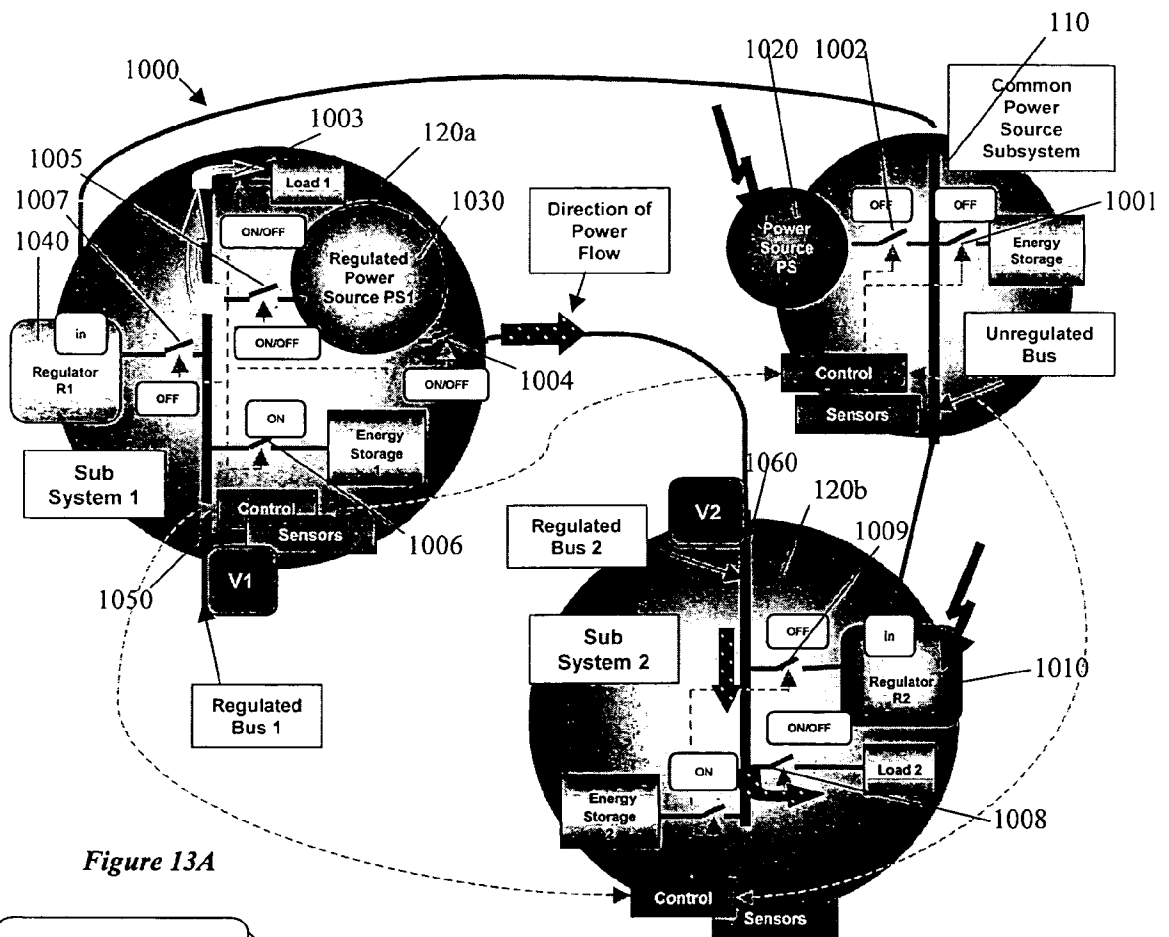 1000
1020
1002
110
Common
Power
Source
Subsystem
1003
120a
1005
1007
1040
Load 1
1030
Direction of
Power
Flow
OFF
OFF
1001
ON/OFF
Regulated
Power
Source PS1
Power
Source
PS
Energy
Storage
in
Regulator
R1
ON/OFF
OFF
1004
ON/OFF
Unregulated
Bus
Control
Sensors
ON
Energy
Storage
1
Sub
System 1
1060
Control
Sensors
1006
V2
120b
1009
Regulated
Bus 2
V1
1050
OFF
In
Sub
System 2
Regulator
R2
1010
Regulated
Bus 1
ON/OFF
ON
Load 2
Energy
Storage
2
1008
Figure 13A
Control
Sensors